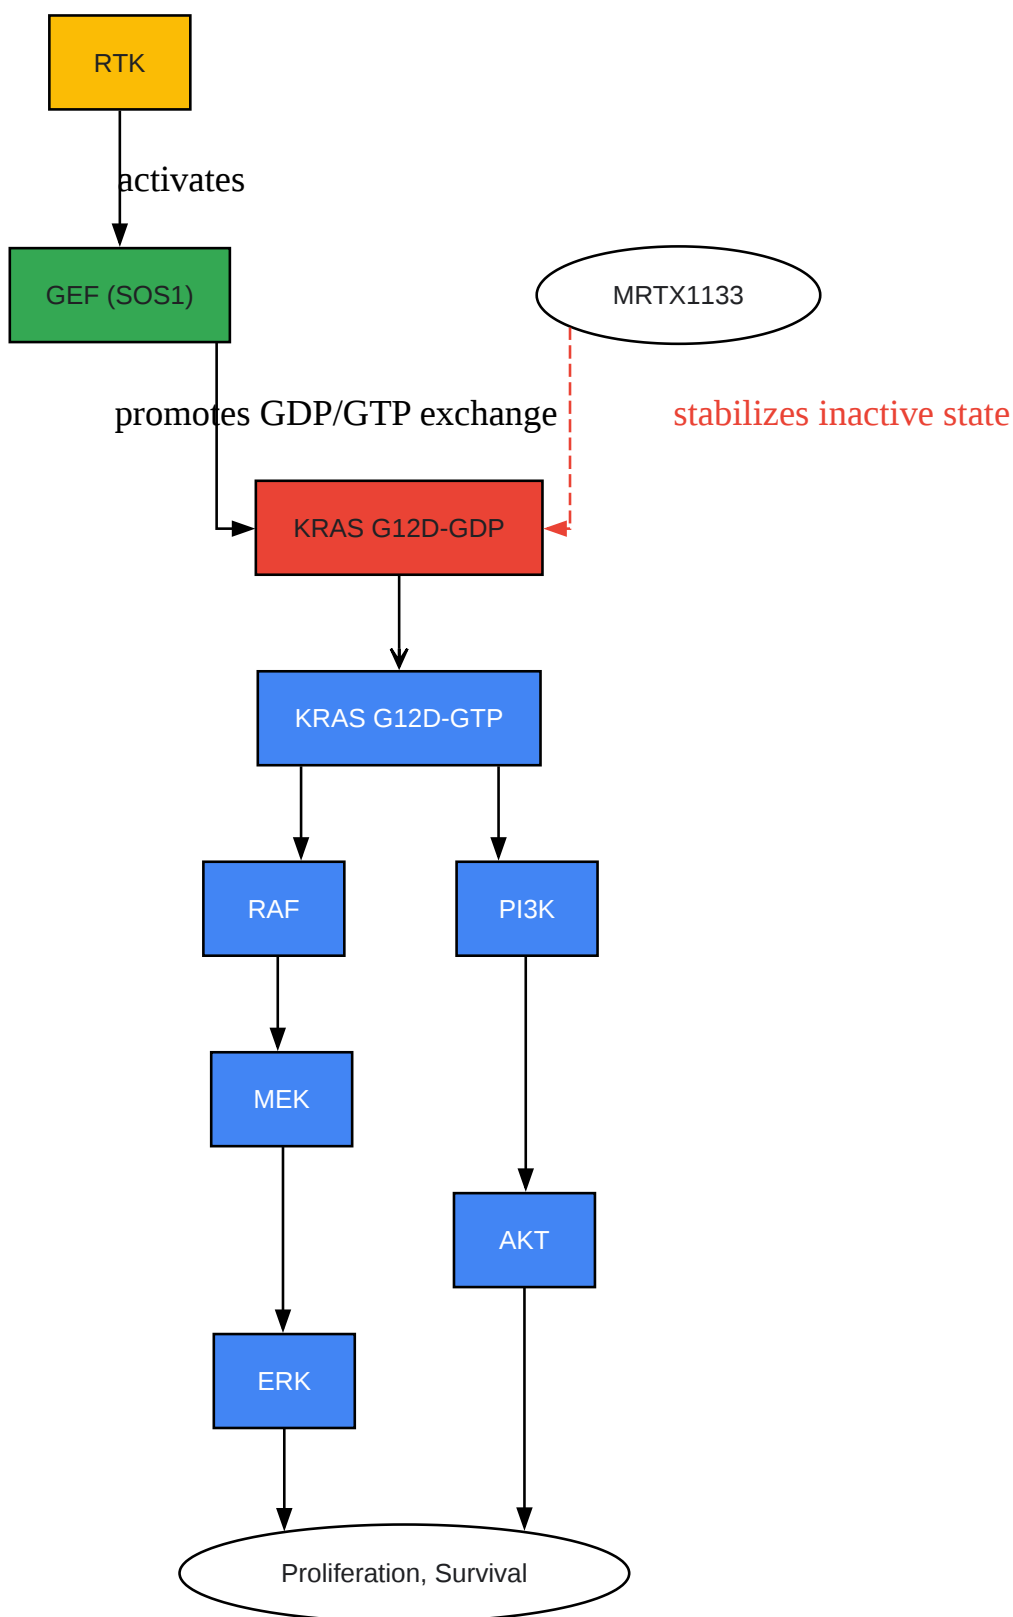 RTK
activates
GEF (SOS1)
MRTX1133
promotes GDP/GTP exchange
stabilizes inactive state
KRAS G12D-GDP
KRAS G12D-GTP
RAF
PI3K
MEK
AKT
ERK
Proliferation, Survival